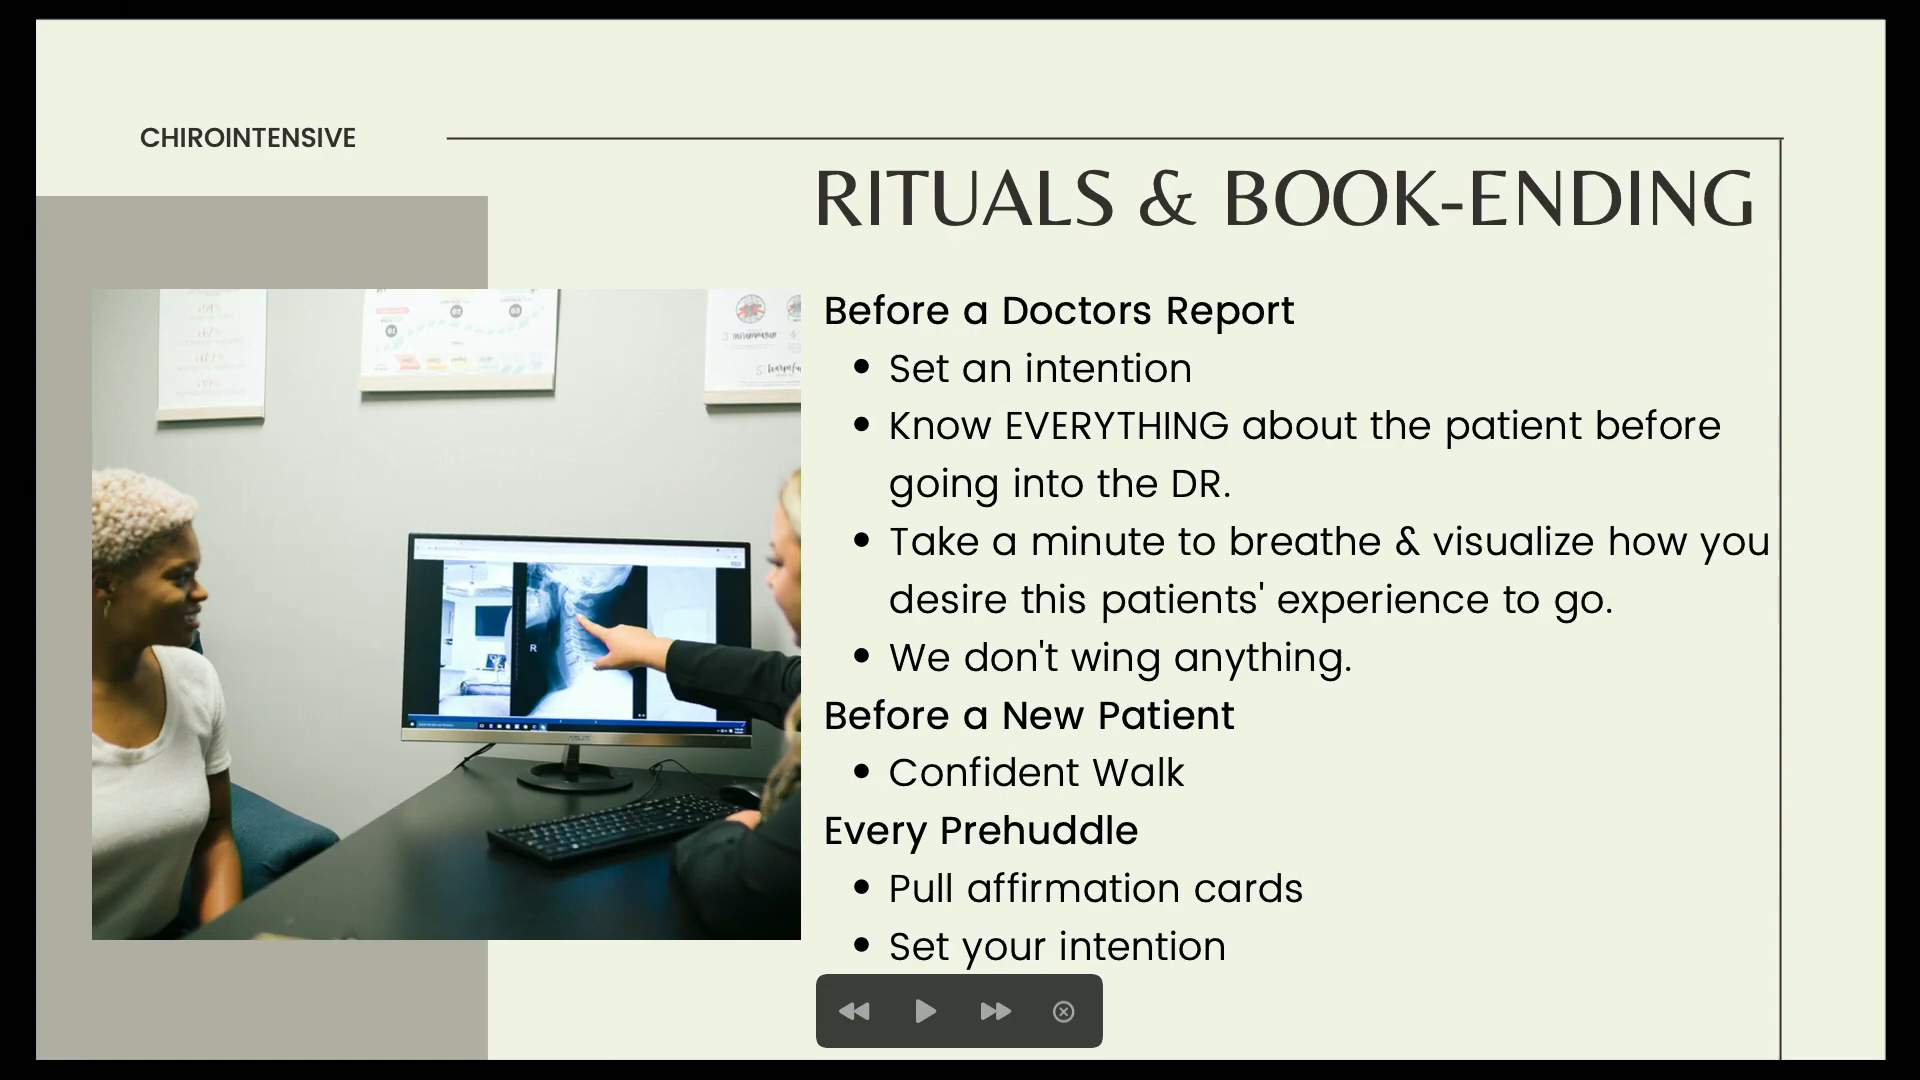 CHIROINTENSIVE
RITUALS & BOOK-ENDING
Before a Doctors Report
• Set an intention
• Know EVERYTHING about the patient before
going into the DR.
• Take a minute to breathe & visualize how you
desire this patients' experience to go.
• We don't wing anything.
Before a New Patient
• Confident Walk
Every Prehuddle
• Pull affirmation cards
• Set your intention
R